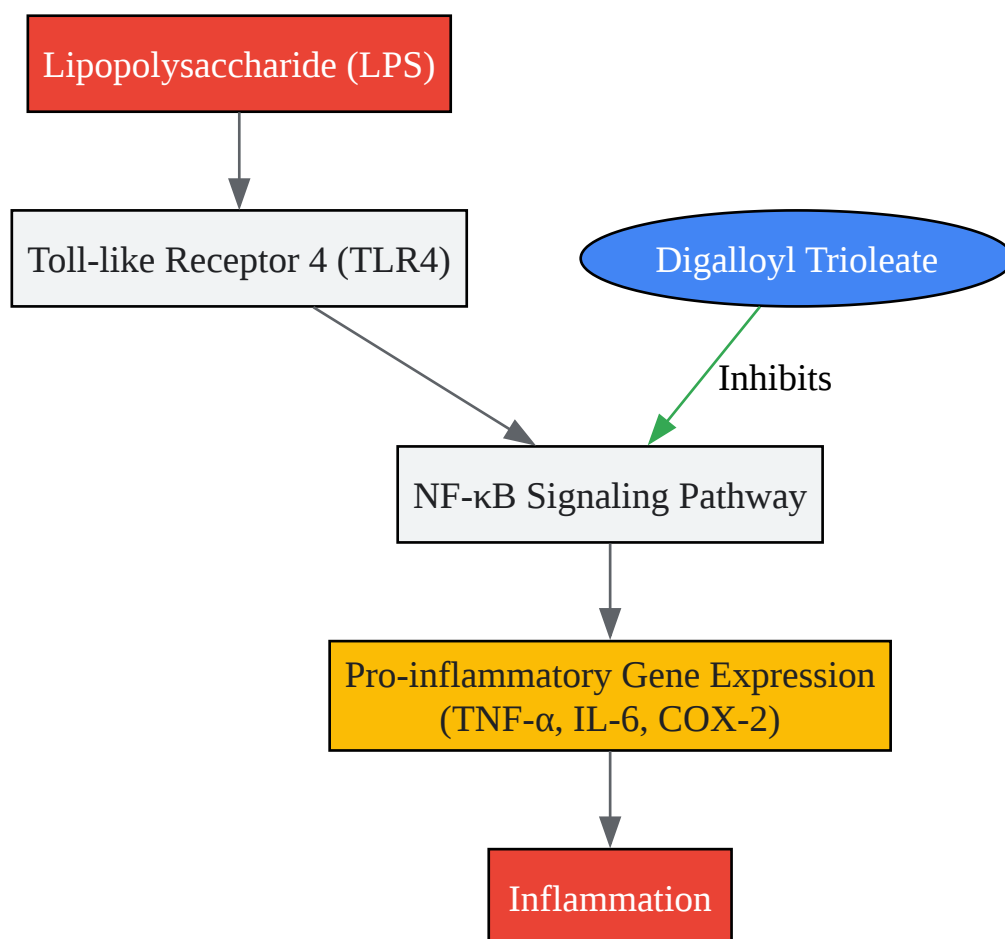 Lipopolysaccharide (LPS)
Toll-like Receptor 4 (TLR4)
Digalloyl Trioleate
Inhibits
NF-κB Signaling Pathway
Pro-inflammatory Gene Expression
(TNF-α, IL-6, COX-2)
Inflammation